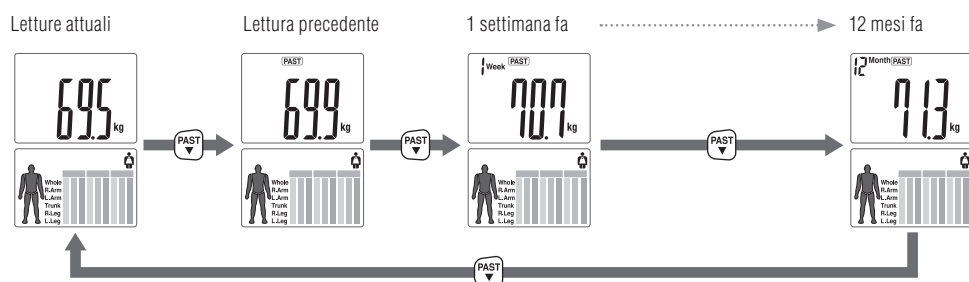 Letture attuali
Lettura precedente
1 settimana fa
12 mesi fa
69.5 kg
PAST
69.9 kg
1 Week PAST
70.7 kg
12 Month PAST
71.3 kg
PAST
PAST
PAST
Whole
R.Arm
L.Arm
Trunk
R.Leg
L.Leg
Whole
R.Arm
L.Arm
Trunk
R.Leg
L.Leg
Whole
R.Arm
L.Arm
Trunk
R.Leg
L.Leg
Whole
R.Arm
L.Arm
Trunk
R.Leg
L.Leg
PAST